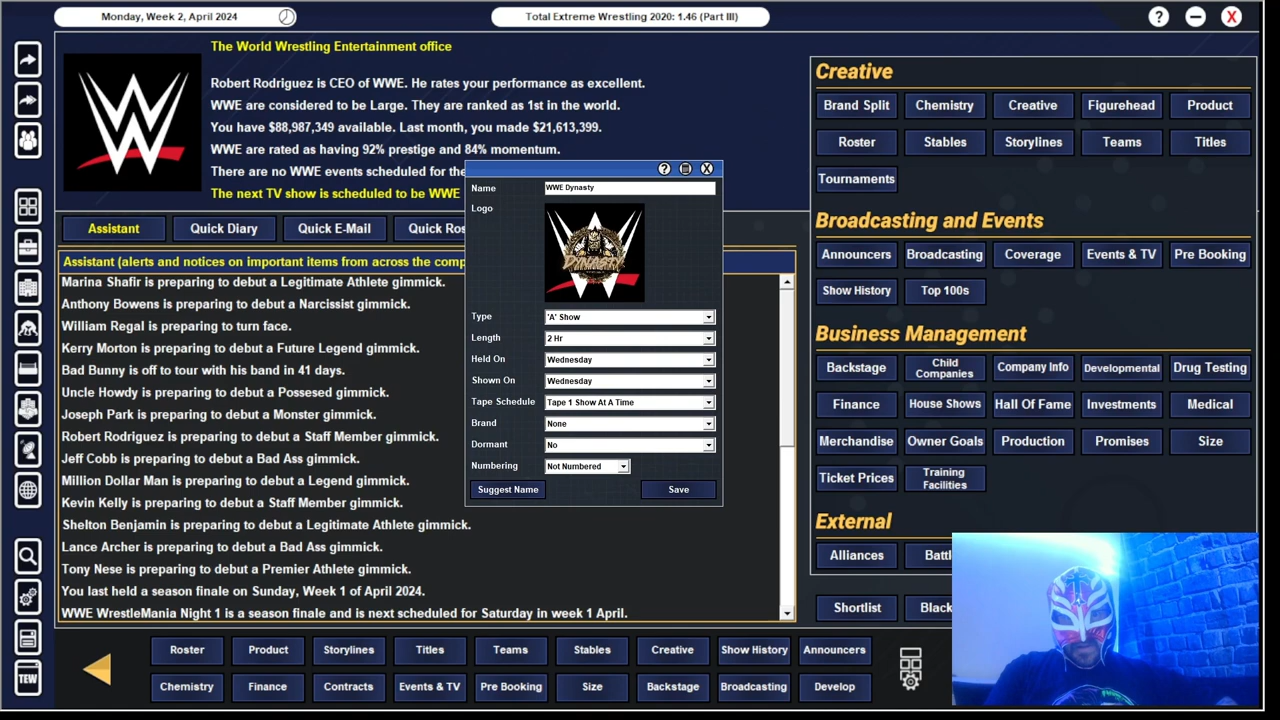 Monday, Week 2, April 2024
Total Extreme Wrestling 2020: 1.46 (Part III)
? X
The World Wrestling Entertainment office
Robert Rodriguez is CEO of WWE. He rates your performance as excellent.
WWE are considered to be Large. They are ranked as 1st in the world.
You have $88,987,349 available. Last month, you made $21,613,399.
WWE are rated as having 92% prestige and 84% momentum.
There are no WWE events scheduled for the
The next TV show is scheduled to be WWE
Assistant Quick Diary Quick E-Mail Quick Ros
Assistant (alerts and notices on important items from across the comp
Marina Shafir is preparing to debut a Legitimate Athlete gimmick.
Anthony Bowens is preparing to debut a Narcissist gimmick.
William Regal is preparing to turn face.
Kerry Morton is preparing to debut a Future Legend gimmick.
Bad Bunny is off to tour with his band in 41 days.
Uncle Howdy is preparing to debut a Possesed gimmick.
Joseph Park is preparing to debut a Monster gimmick.
Robert Rodriguez is preparing to debut a Staff Member gimmick.
Jeff Cobb is preparing to debut a Bad Ass gimmick.
Million Dollar Man is preparing to debut a Legend gimmick.
Kevin Kelly is preparing to debut a Staff Member gimmick.
Shelton Benjamin is preparing to debut a Legitimate Athlete gimmick.
Lance Archer is preparing to debut a Bad Ass gimmick.
Tony Nese is preparing to debut a Premier Athlete gimmick.
You last held a season finale on Sunday, Week 1 of April 2024.
WWE WrestleMania Night 1 is a season finale and is next scheduled for Saturday in week 1 April.
? X
Name WWE Dynasty
Logo
DYNASTY
Type 'A' Show
Length 2 Hr
Held On Wednesday
Shown On Wednesday
Tape Schedule Tape 1 Show At A Time
Brand None
Dormant No
Numbering Not Numbered
Suggest Name Save
Creative
Brand Split Chemistry Creative Figurehead Product
Roster Stables Storylines Teams Titles
Tournaments
Broadcasting and Events
Announcers Broadcasting Coverage Events & TV Pre Booking
Show History Top 100s
Business Management
Backstage Child Companies Company Info Developmental Drug Testing
Finance House Shows Hall Of Fame Investments Medical
Merchandise Owner Goals Production Promises Size
Ticket Prices Training Facilities
External
Alliances Battl
Shortlist Black
Roster Product Storylines Titles Teams Stables Creative Show History Announcers
Chemistry Finance Contracts Events & TV Pre Booking Size Backstage Broadcasting Develop
TEW